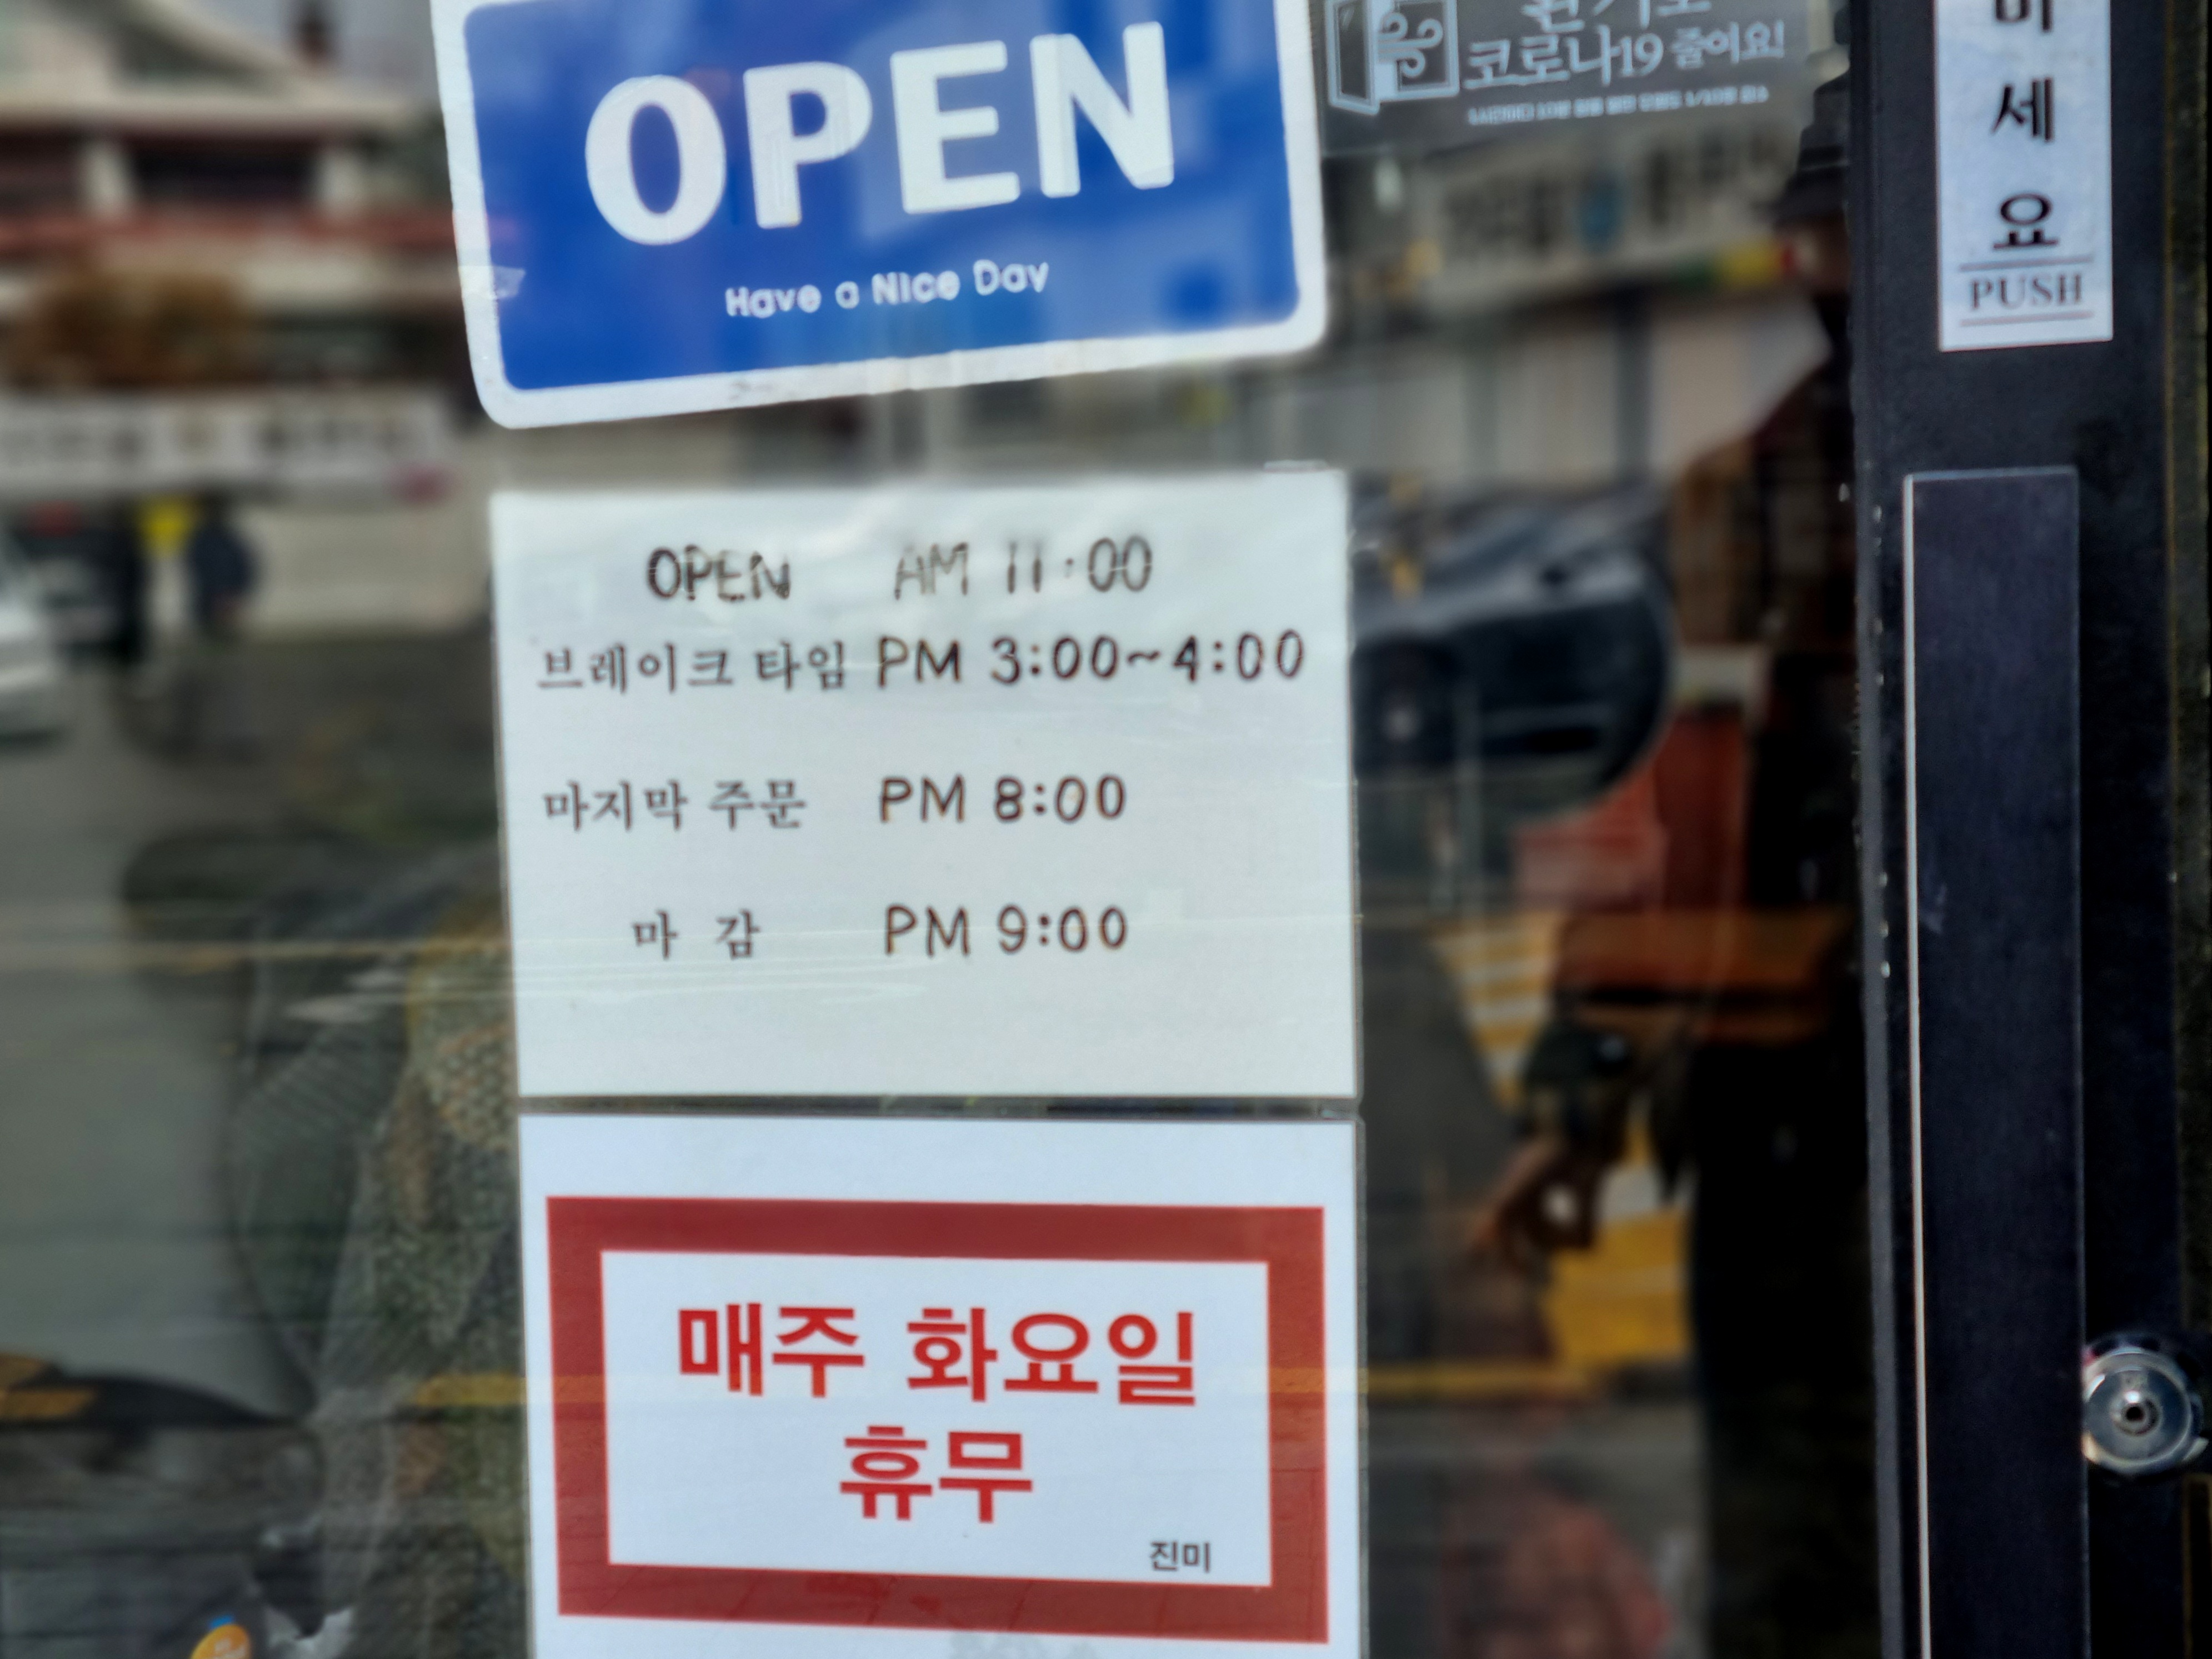 OPEN
Have a Nice Day
코로나19 줄어요!
세
요
PUSH
OPEN AM 11:00
브레이크 타임 PM 3:00~4:00
마지막 주문 PM 8:00
마 감 PM 9:00
매주 화요일
휴무
진미